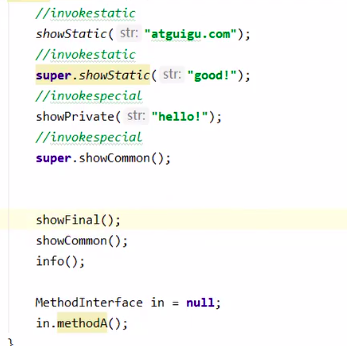 //invokestatic
showStatic( str: "atguigu.com");
//invokestatic
super.showStatic( str: "good!");
//invokespecial
showPrivate( str: "hello!");
//invokespecial
super.showCommon();
showFinal();
showCommon();
info();
MethodInterface in = null;
in.methodA();
}